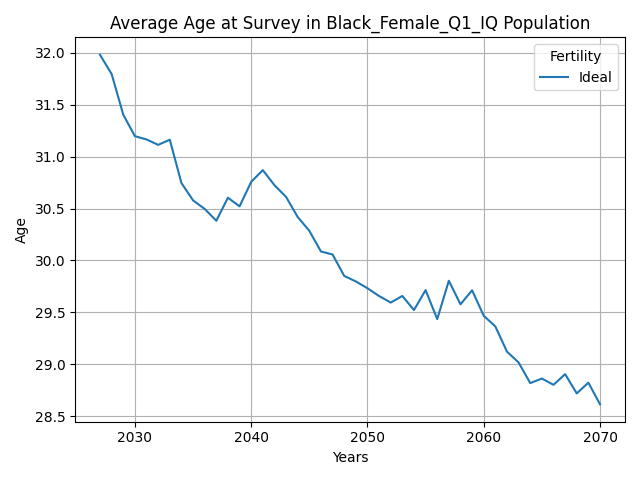 Average Age at Survey in Black_Female_Q1_IQ Population
Fertility
Ideal
32.0
31.5
31.0
30.5
30.0
29.5
29.0
28.5
Age
2030 2040 2050 2060 2070
Years